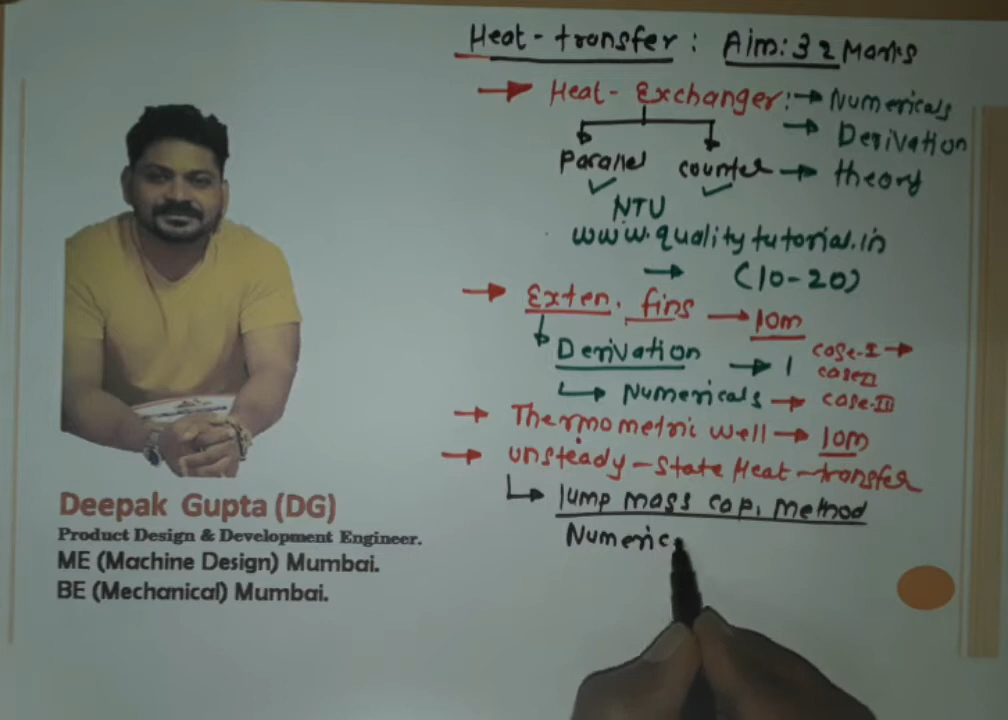 Heat-transfer: Aim: 32 Marks
→ Heat-Exchanger: → Numericals
→ Derivation
Parallel counter → theory
NTU
www.qualitytutorial.in
→ (10-20)
→ Exten. fins → 10m
Derivation → 1 case-I →
case II
Numericals → case-III
→ Thermometric well → 10m
→ unsteady-state Heat-transfer
lump mass cap. method
Numeric
Deepak Gupta (DG)
Product Design & Development Engineer.
ME (Machine Design) Mumbai.
BE (Mechanical) Mumbai.